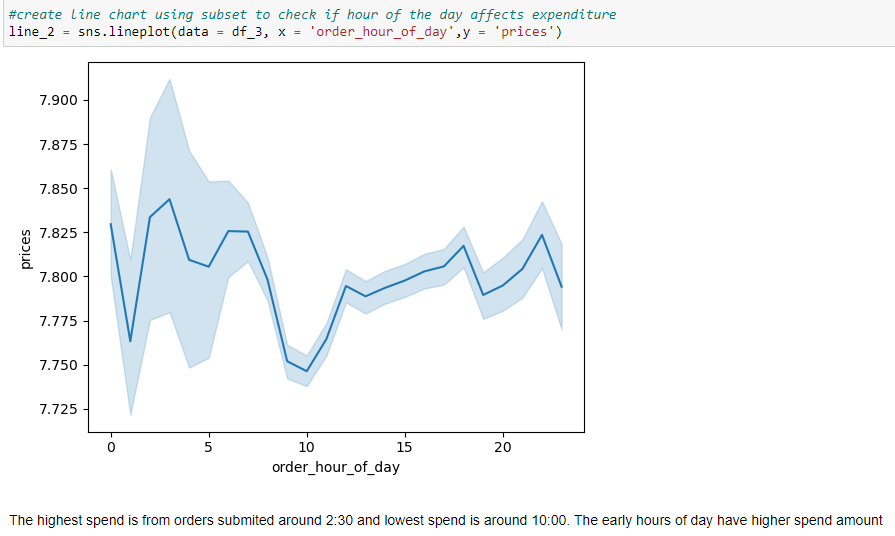 #create line chart using subset to check if hour of the day affects expenditure
line_2 = sns.lineplot(data = df_3, x = 'order_hour_of_day',y = 'prices')
7.900
7.875
7.850
7.825
7.800
7.775
7.750
7.725
prices
0 5 10 15 20
order_hour_of_day
The highest spend is from orders submited around 2:30 and lowest spend is around 10:00. The early hours of day have higher spend amount